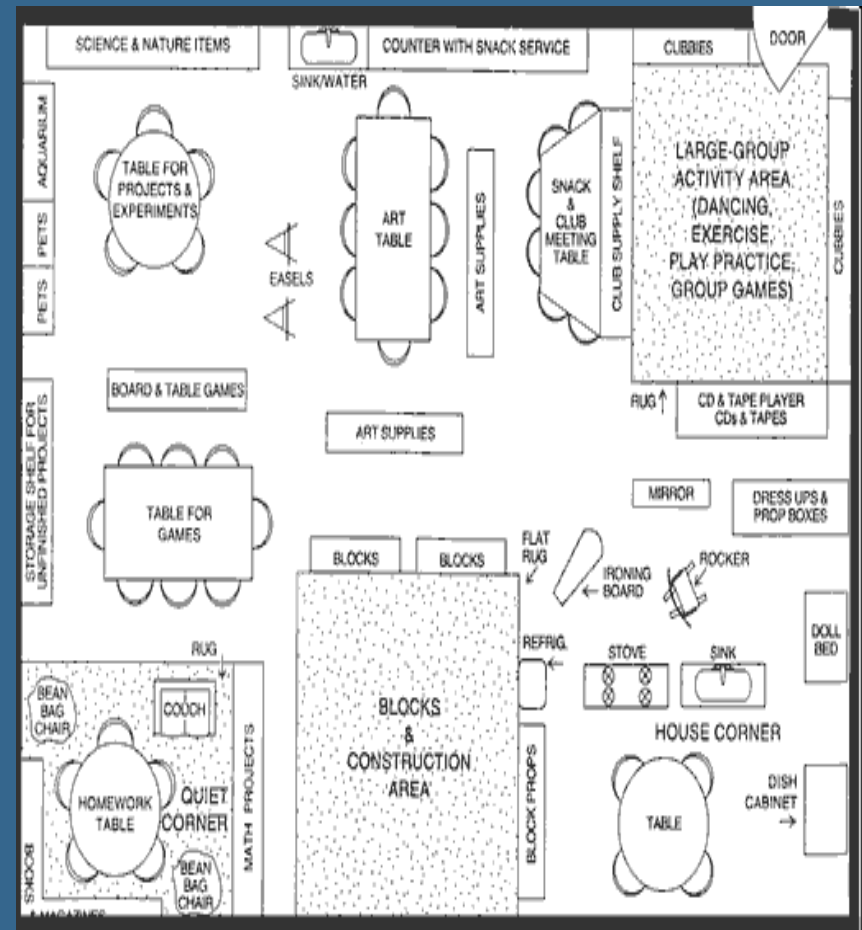 SCIENCE & NATURE ITEMS
SINK/WATER
COUNTER WITH SNACK SERVICE
CUBBIES
DOOR
AQUARIUM
PETS
PETS
TABLE FOR
PROJECTS &
EXPERIMENTS
EASELS
ART
TABLE
ART SUPPLIES
SNACK
&
CLUB
MEETING
TABLE
CLUB SUPPLY SHELF
LARGE-GROUP
ACTIVITY AREA
(DANCING,
EXERCISE,
PLAY PRACTICE,
GROUP GAMES)
CUBBIES
BOARD & TABLE GAMES
ART SUPPLIES
RUG
CD & TAPE PLAYER
CDs & TAPES
STORAGE SHELF FOR
UNFINISHED PROJECTS
TABLE FOR
GAMES
MIRROR
DRESS UPS &
PROP BOXES
BLOCKS
BLOCKS
FLAT
RUG
IRONING
BOARD
ROCKER
RUG
REFRIG.
STOVE
SINK
DOLL
BED
BEAN
BAG
CHAIR
COUCH
HOMEWORK
TABLE
QUIET
CORNER
MATH PROJECTS
BLOCKS
&
CONSTRUCTION
AREA
BLOCK PROPS
HOUSE CORNER
TABLE
DISH
CABINET
BOOKS
& MAGAZINES
BEAN
BAG
CHAIR